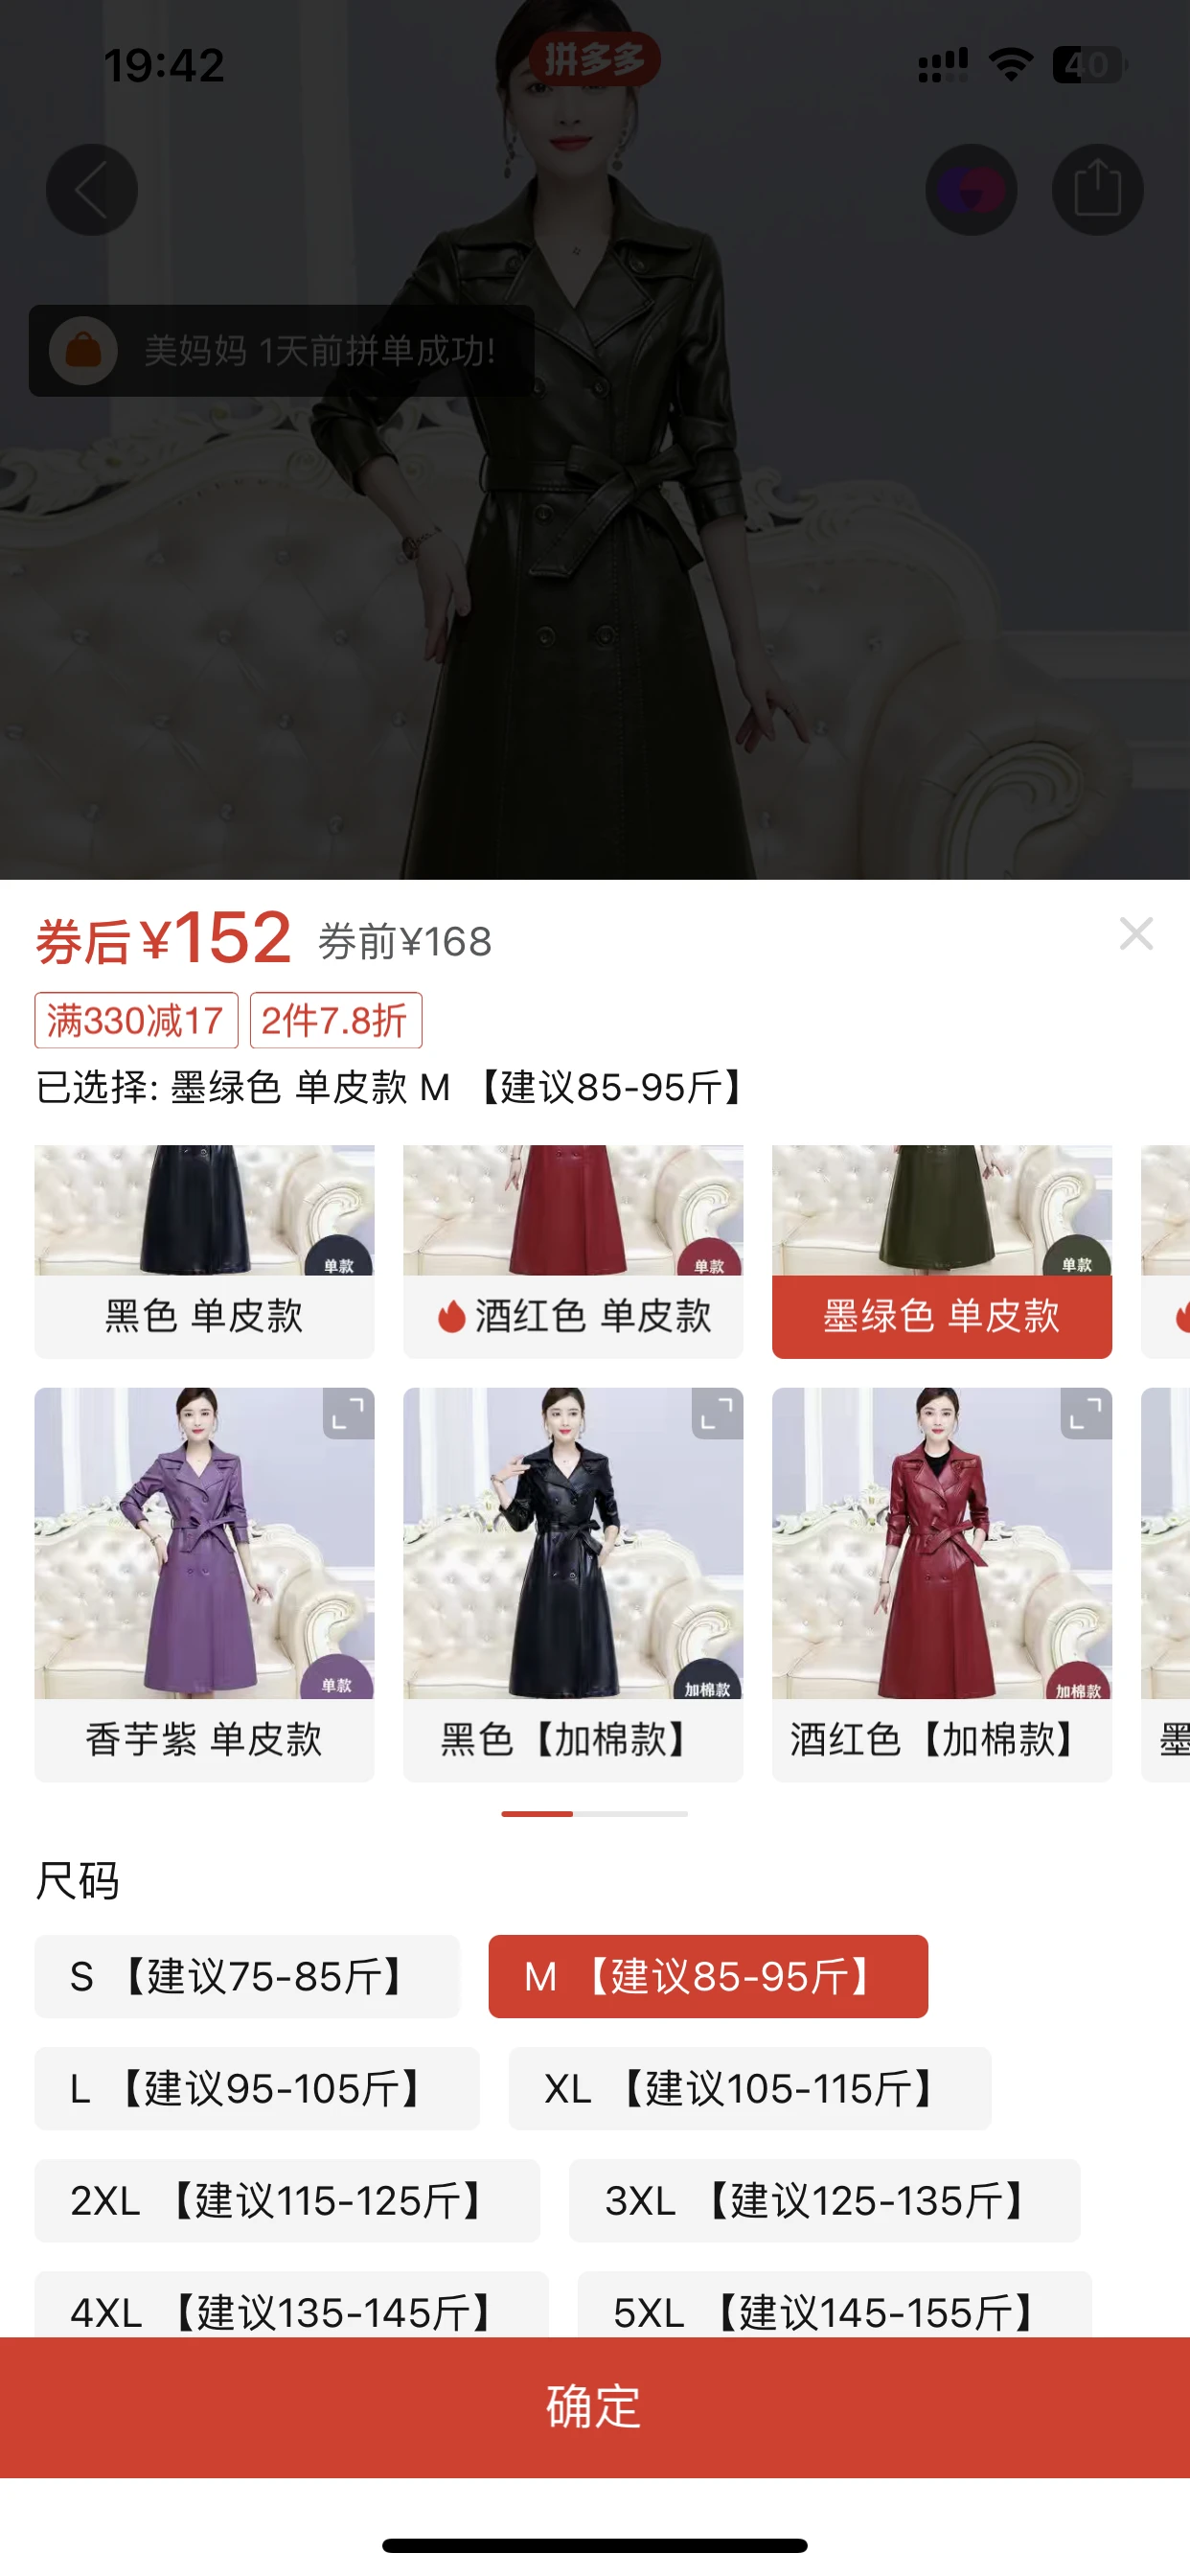 19:42
拼多多
40
美妈妈 1天前拼单成功!
券后¥152 券前¥168
满330减17 2件7.8折
已选择: 墨绿色 单皮款 M 【建议85-95斤】
单款 单款 单款
黑色 单皮款 酒红色 单皮款 墨绿色 单皮款
单款 加棉款 加棉款
香芋紫 单皮款 黑色【加棉款】 酒红色【加棉款】 墨
尺码
S 【建议75-85斤】 M 【建议85-95斤】
L 【建议95-105斤】 XL 【建议105-115斤】
2XL 【建议115-125斤】 3XL 【建议125-135斤】
4XL 【建议135-145斤】 5XL 【建议145-155斤】
确定